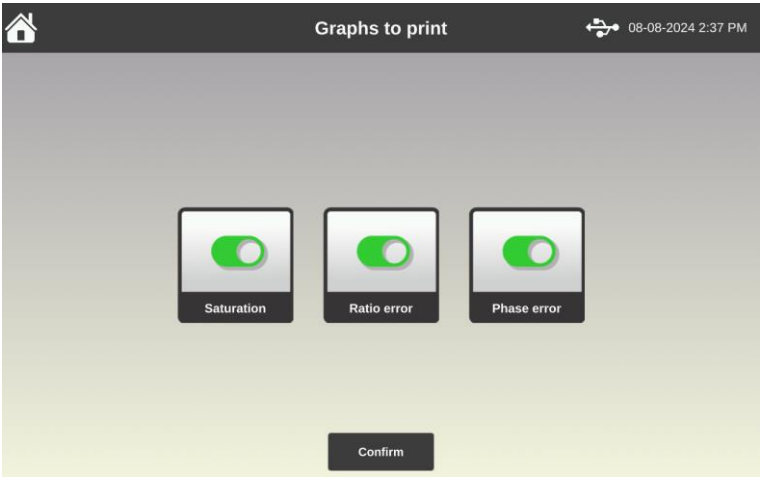 Graphs to print
08-08-2024 2:37 PM
Saturation
Ratio error
Phase error
Confirm